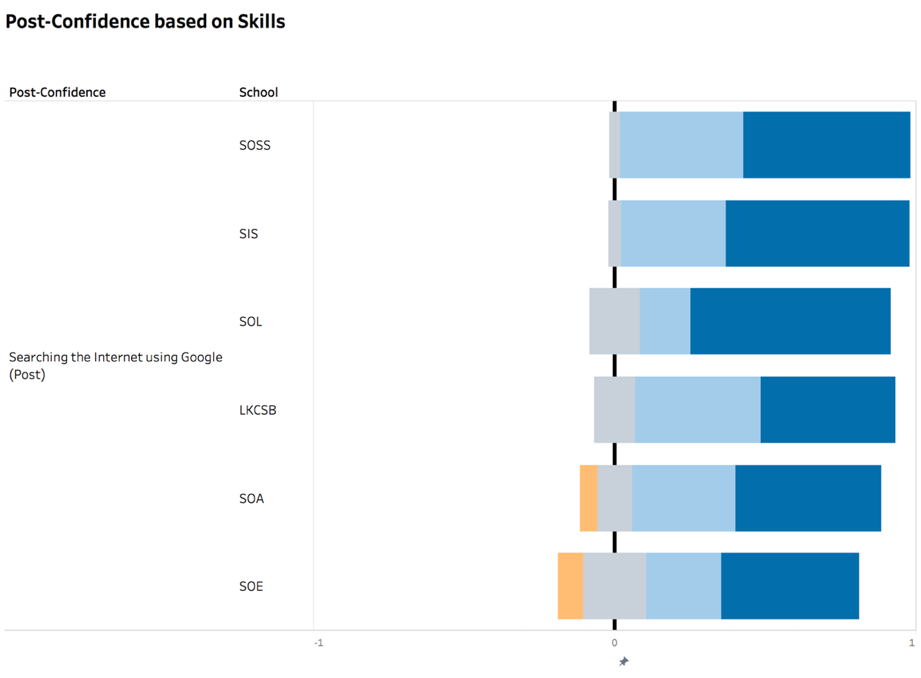 Post-Confidence based on Skills
Post-Confidence School
SOSS
SIS
SOL
Searching the Internet using Google
(Post)
LKCSB
SOA
SOE
-1 0 1